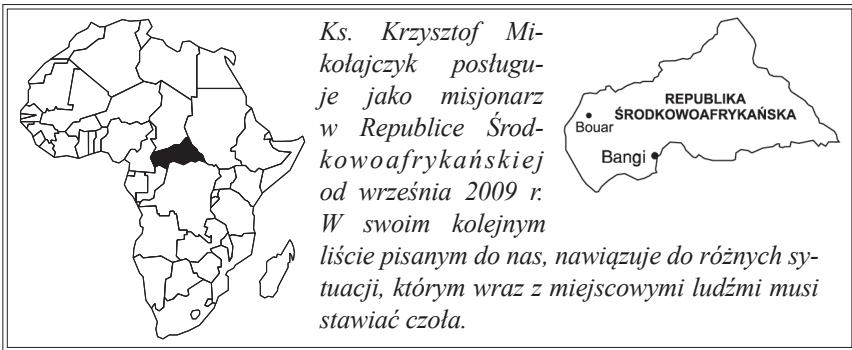 Ks. Krzysztof Mi-
kołajczyk posługu-
je jako misjonarz
w Republice Środ-
kowoafrykańskiej
od września 2009 r.
W swoim kolejnym
liście pisanym do nas, nawiązuje do różnych sy-
tuacji, którym wraz z miejscowymi ludźmi musi
stawiać czoła.
REPUBLIKA
ŚRODKOWOAFRYKAŃSKA
Bouar
Bangi